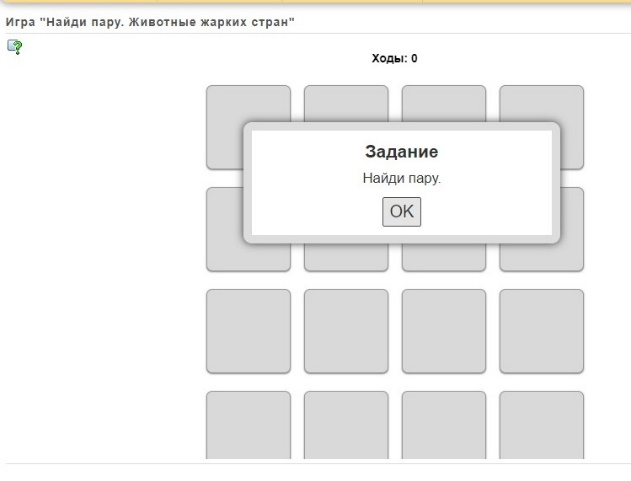 Игра "Найди пару. Животные жарких стран"
Ходы: 0
Задание
Найди пару.
OK